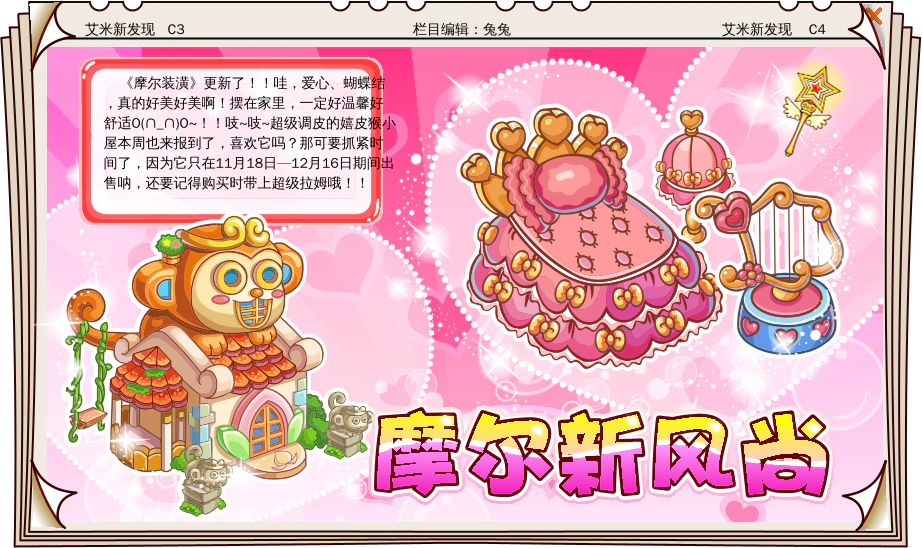 艾米新发现 C3
栏目编辑：兔兔
艾米新发现 C4
《摩尔装潢》更新了！！哇，爱心、蝴蝶结
，真的好美好美啊！摆在家里，一定好温馨好
舒适O(∩_∩)O~！！吱~吱~超级调皮的嬉皮猴小
屋本周也来报到了，喜欢它吗？那可要抓紧时
间了，因为它只在11月18日—12月16日期间出
售呐，还要记得购买时带上超级拉姆哦！！
摩尔新风尚